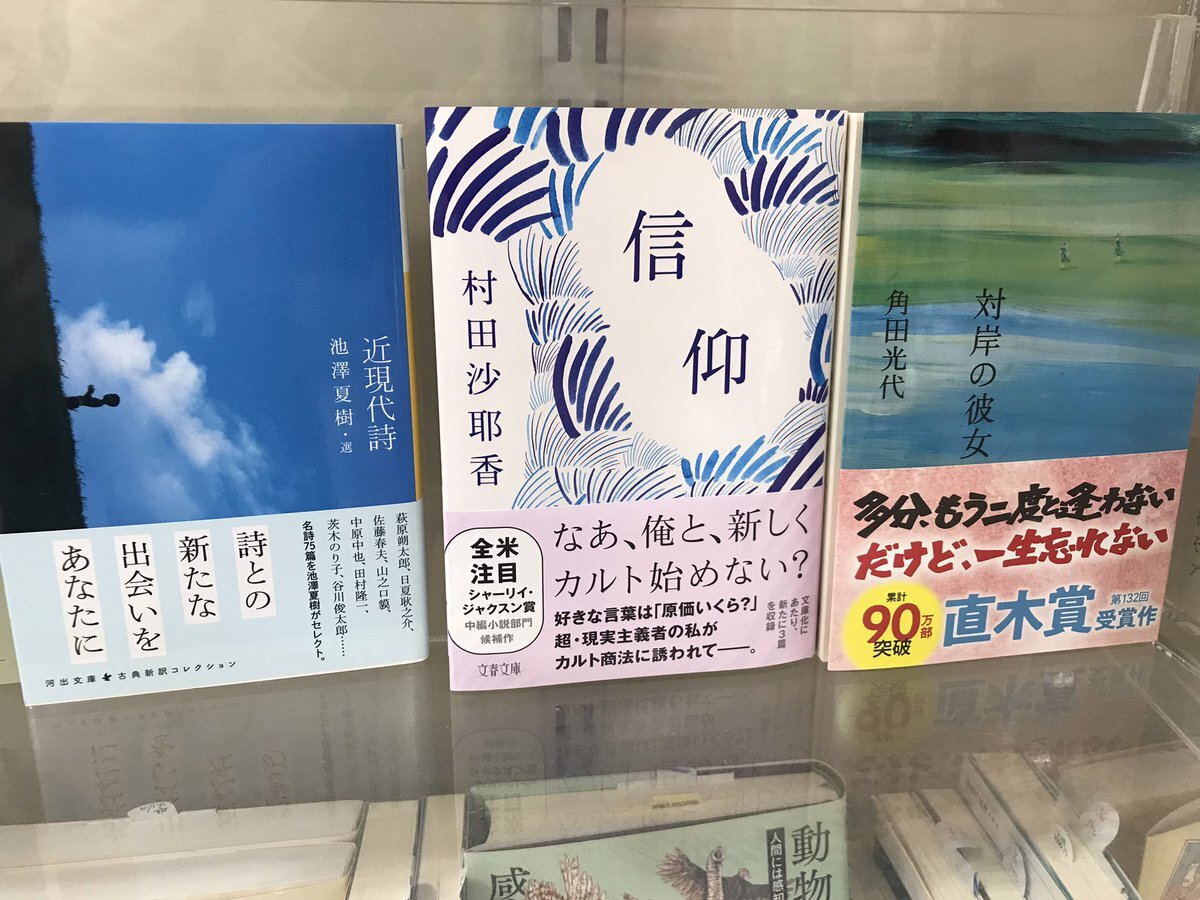 近現代詩
池澤夏樹・選
詩との
新たな
出会いを
あなたに
萩原朔太郎、日夏耿之介、
佐藤春夫、山之口貘、
中原中也、田村隆一、
茨木のり子、谷川俊太郎……
名詩75篇を池澤夏樹がセレクト。
河出文庫 古典新訳コレクション
信仰
村田沙耶香
なあ、俺と、新しく
カルト始めない?
全米
注目
シャーリイ・
ジャクスン賞
中編小説部門
候補作
好きな言葉は「原価いくら?」
超・現実主義者の私が
カルト商法に誘われて――。
文庫化に
あたり、
新たに3篇
を収録
文春文庫
対岸の彼女
角田光代
多分、もう二度と逢わない
だけど、一生忘れない
累計
90万部
突破
直木賞
第132回
受賞作
動物
人間には感知
感